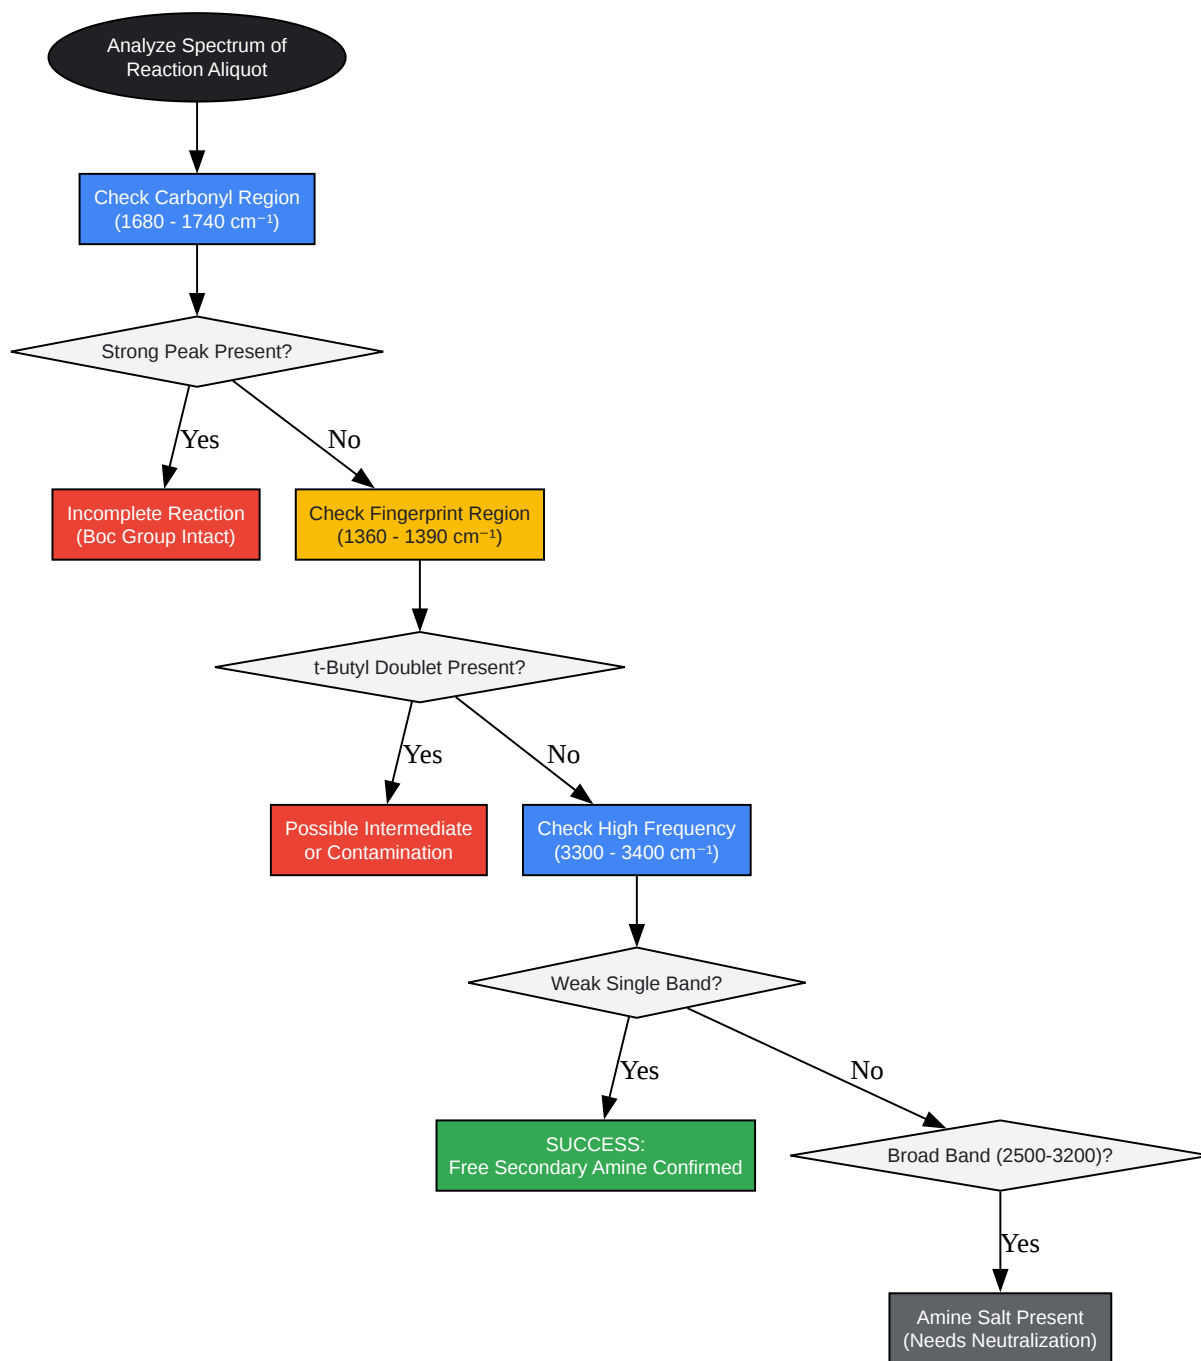 Analyze Spectrum of
Reaction Aliquot
Check Carbonyl Region
(1680 - 1740 cm⁻¹)
Strong Peak Present?
Yes
No
Incomplete Reaction
(Boc Group Intact)
Check Fingerprint Region
(1360 - 1390 cm⁻¹)
t-Butyl Doublet Present?
Yes
No
Possible Intermediate
or Contamination
Check High Frequency
(3300 - 3400 cm⁻¹)
Weak Single Band?
Yes
No
SUCCESS:
Free Secondary Amine Confirmed
Broad Band (2500-3200)?
Yes
Amine Salt Present
(Needs Neutralization)